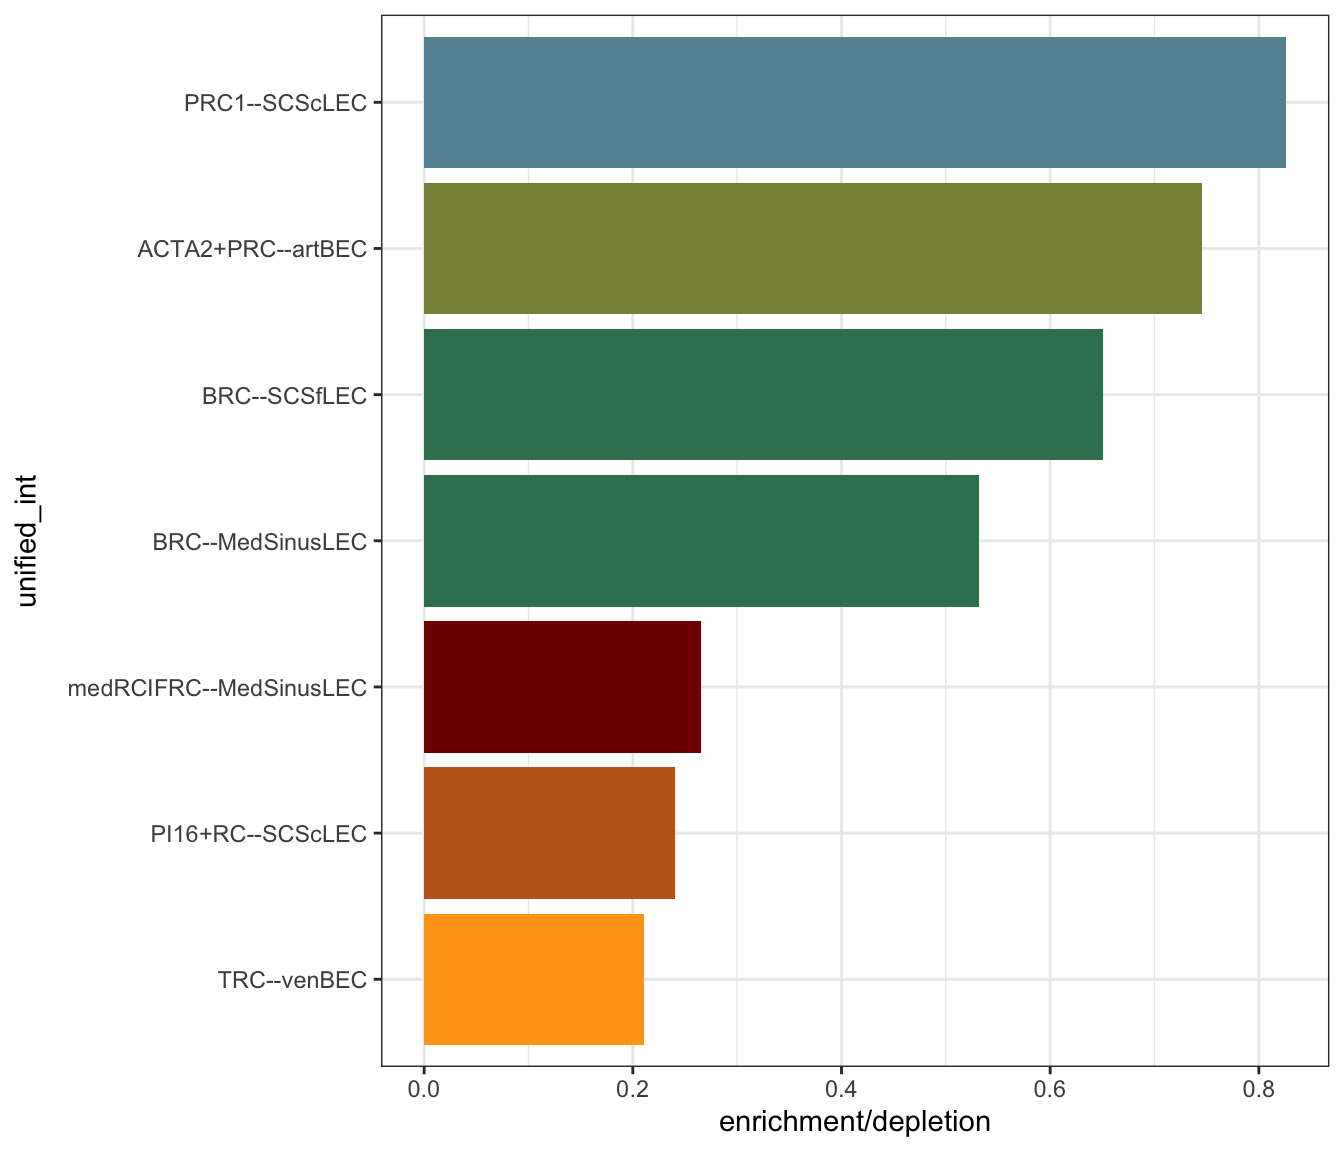 PRC1--SCScLEC
ACTA2+PRC--artBEC
BRC--SCSfLEC
BRC--MedSinusLEC
medRCIFRC--MedSinusLEC
PI16+RC--SCScLEC
TRC--venBEC
unified_int
0.0 0.2 0.4 0.6 0.8
enrichment/depletion